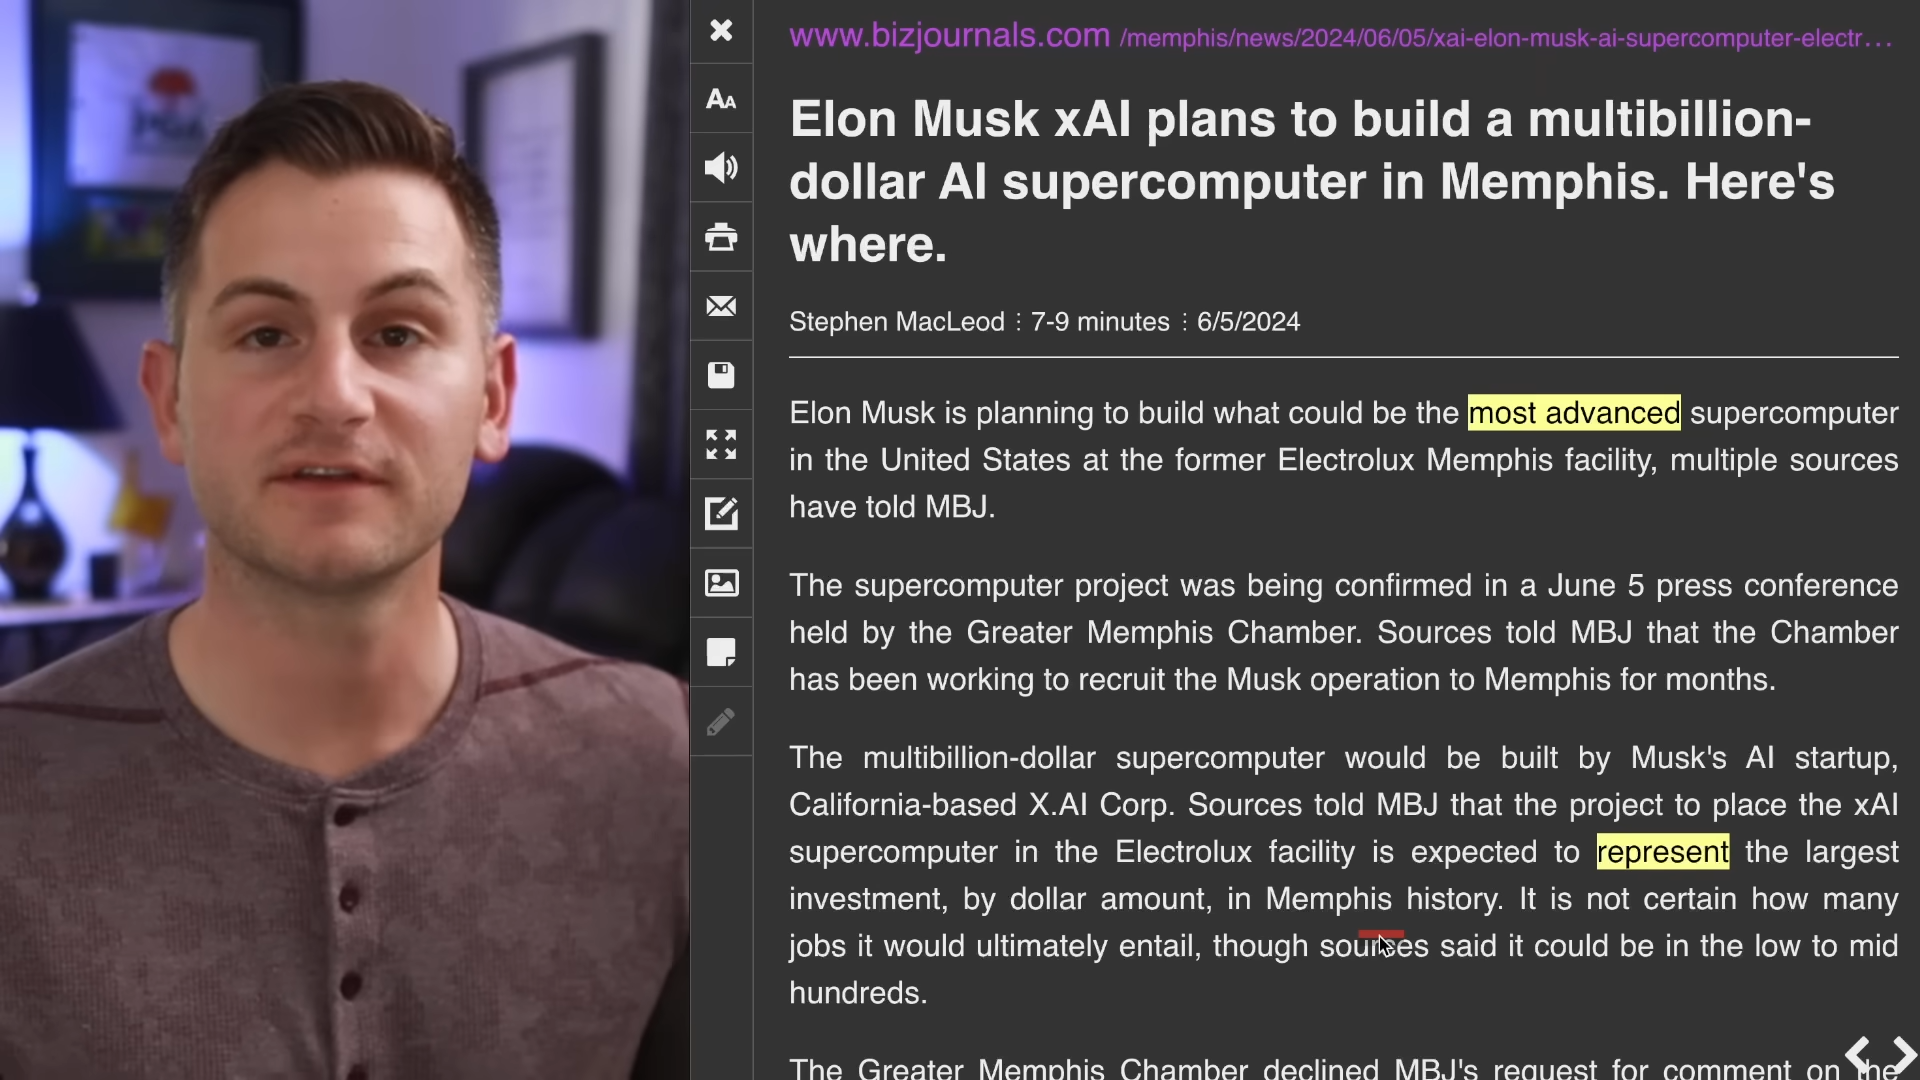 www.bizjournals.com /memphis/news/2024/06/05/xai-elon-musk-ai-supercomputer-electr...
Elon Musk xAI plans to build a multibillion-
dollar AI supercomputer in Memphis. Here's
where.
Stephen MacLeod ⋮ 7-9 minutes ⋮ 6/5/2024
Elon Musk is planning to build what could be the most advanced supercomputer
in the United States at the former Electrolux Memphis facility, multiple sources
have told MBJ.
The supercomputer project was being confirmed in a June 5 press conference
held by the Greater Memphis Chamber. Sources told MBJ that the Chamber
has been working to recruit the Musk operation to Memphis for months.
The multibillion-dollar supercomputer would be built by Musk's AI startup,
California-based X.AI Corp. Sources told MBJ that the project to place the xAI
supercomputer in the Electrolux facility is expected to represent the largest
investment, by dollar amount, in Memphis history. It is not certain how many
jobs it would ultimately entail, though sources said it could be in the low to mid
hundreds.
The Greater Memphis Chamber declined MBJ's request for comment on the